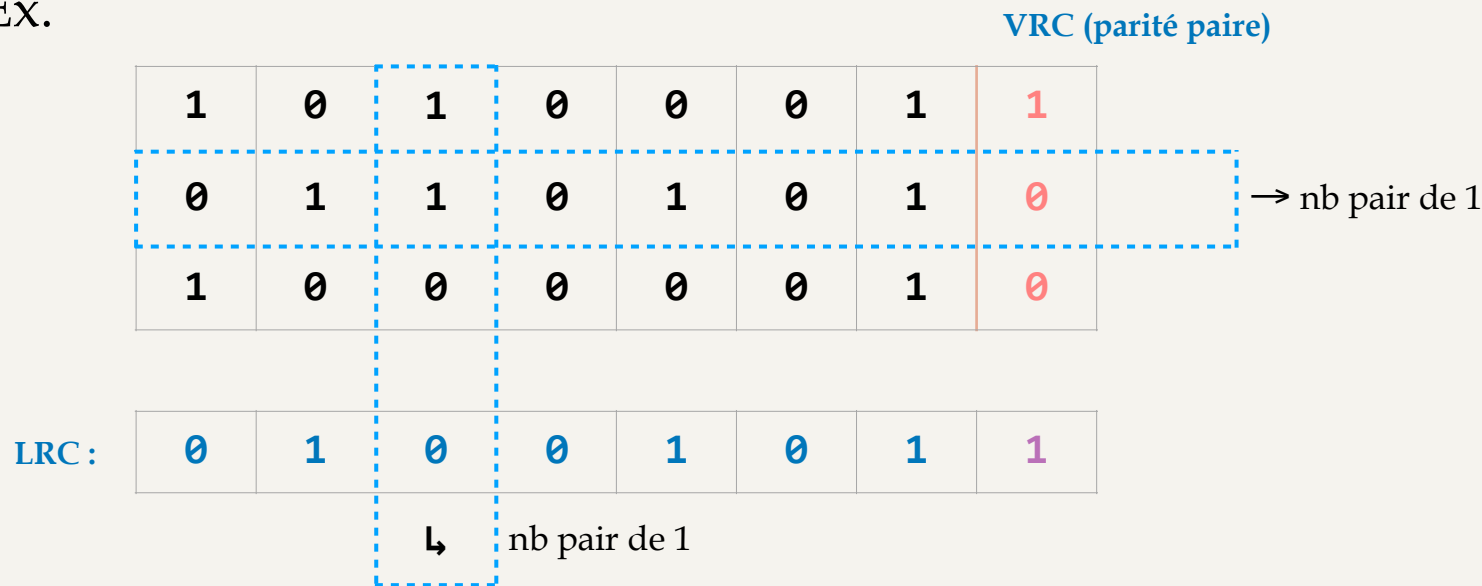 Ex.
VRC (parité paire)
1 0 1 0 0 0 1 1
0 1 1 0 1 0 1 0 → nb pair de 1
1 0 0 0 0 0 1 0
LRC : 0 1 0 0 1 0 1 1
↳ nb pair de 1